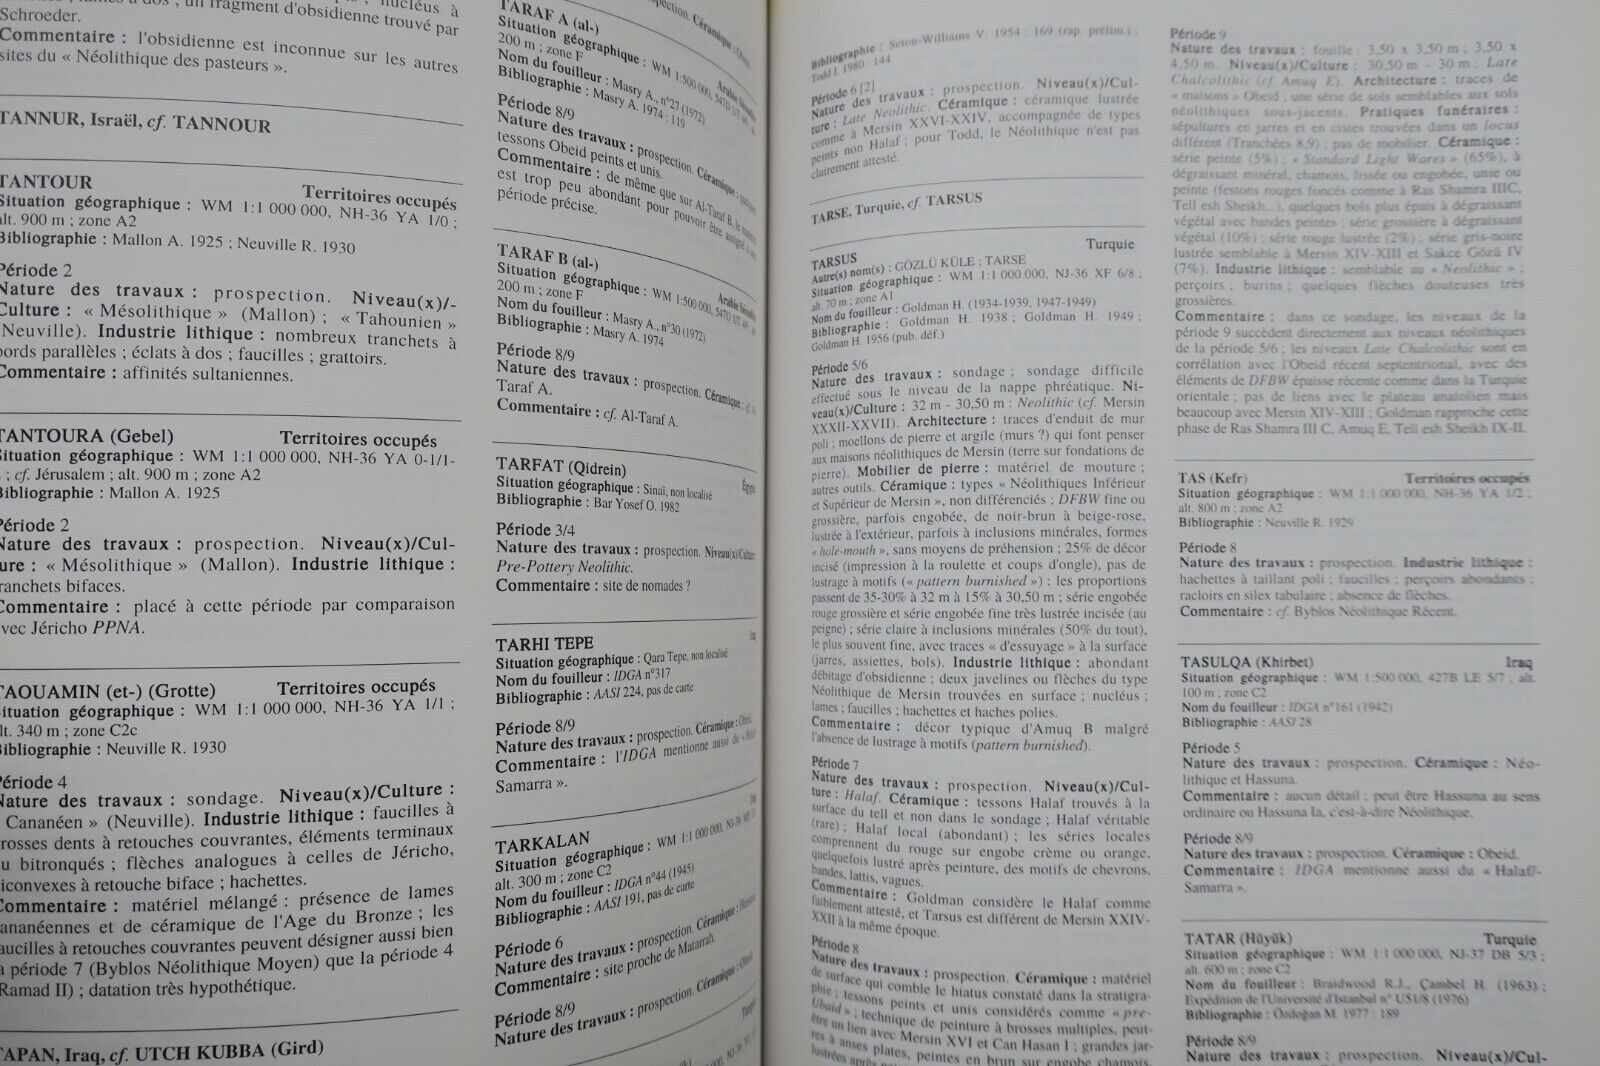 nucléus à
Schroeder.
un fragment d'obsidienne trouvé par
Commentaire : l'obsidienne est inconnue sur les autres
sites du « Néolithique des pasteurs ».
TANNUR, Israël, cf. TANNOUR
TANTOUR Territoires occupés
Situation géographique : WM 1:1 000 000, NH-36 YA 1/0 ;
alt. 900 m ; zone A2
Bibliographie : Mallon A. 1925 ; Neuville R. 1930
Période 2
Nature des travaux : prospection. Niveau(x)/-
Culture : « Mésolithique » (Mallon) ; « Tahounien »
(Neuville). Industrie lithique : nombreux tranchets à
bords parallèles ; éclats à dos ; faucilles ; grattoirs.
Commentaire : affinités sultaniennes.
TANTOURA (Gebel) Territoires occupés
Situation géographique : WM 1:1 000 000, NH-36 YA 0-1/1-
; cf. Jérusalem ; alt. 900 m ; zone A2
Bibliographie : Mallon A. 1925
Période 2
Nature des travaux : prospection. Niveau(x)/Cul-
ture : « Mésolithique » (Mallon). Industrie lithique :
tranchets bifaces.
Commentaire : placé à cette période par comparaison
avec Jéricho PPNA.
TAOUAMIN (et-) (Grotte) Territoires occupés
Situation géographique : WM 1:1 000 000, NH-36 YA 1/1 ;
alt. 340 m ; zone C2c
Bibliographie : Neuville R. 1930
Période 4
Nature des travaux : sondage. Niveau(x)/Culture :
« Cananéen » (Neuville). Industrie lithique : faucilles à
grosses dents à retouches couvrantes, éléments terminaux
ou bitronqués ; flèches analogues à celles de Jéricho,
biconvexes à retouche biface ; hachettes.
Commentaire : matériel mélangé : présence de lames
cananéennes et de céramique de l'Age du Bronze ; les
faucilles à retouches couvrantes peuvent désigner aussi bien
la période 7 (Byblos Néolithique Moyen) que la période 4
(Ramad II) ; datation très hypothétique.
TAPAN, Iraq, cf. UTCH KUBBA (Gird)
prospection. Céramique : Obeid.
TARAF A (al-) Arabie Séoudite
Situation géographique : WM 1:500 000, 547D UT
200 m ; zone F
Nom du fouilleur : Masry A., n°27 (1972)
Bibliographie : Masry A. 1974 : 119
Période 8/9
Nature des travaux : prospection. Céramique : quelques
tessons Obeid peints et unis.
Commentaire : de même que sur Al-Taraf B, le matériel
est trop peu abondant pour pouvoir être assigné à une
période précise.
TARAF B (al-) Arabie Séoudite
Situation géographique : WM 1:500 000, 547D UT
200 m ; zone F
Nom du fouilleur : Masry A., n°30 (1972)
Bibliographie : Masry A. 1974
Période 8/9
Nature des travaux : prospection. Céramique : cf. Al-
Taraf A.
Commentaire : cf. Al-Taraf A.
TARFAT (Qidrein) Égypte
Situation géographique : Sinaï, non localisé
Bibliographie : Bar Yosef O. 1982
Période 3/4
Nature des travaux : prospection. Niveau(x)/Culture :
Pre-Pottery Neolithic.
Commentaire : site de nomades ?
TARHI TEPE Iraq
Situation géographique : Qara Tepe, non localisé
Nom du fouilleur : IDGA n°317
Bibliographie : AASI 224, pas de carte
Période 8/9
Nature des travaux : prospection. Céramique : Obeid.
Commentaire : l'IDGA mentionne aussi du « Halaf/-
Samarra ».
TARKALAN
Situation géographique : WM 1:1 000 000, NJ-38
alt. 300 m ; zone C2
Nom du fouilleur : IDGA n°44 (1945)
Bibliographie : AASI 191, pas de carte
Période 6
Nature des travaux : prospection. Céramique : Hassuna
Commentaire : site proche de Matarrah.
Période 8/9
Nature des travaux : prospection. Céramique : Obeid.
Bibliographie : Seton-Williams V. 1954 : 169 (rap. prélim.) ;
Todd I. 1980 : 144
Période 6 [2]
Nature des travaux : prospection. Niveau(x)/Cul-
ture : Late Neolithic. Céramique : céramique lustrée
comme à Mersin XXVI-XXIV, accompagnée de types
peints non Halaf ; pour Todd, le Néolithique n'est pas
clairement attesté.
TARSE, Turquie, cf. TARSUS
TARSUS Turquie
Autre(s) nom(s) : GÖZLÜ KÜLE ; TARSE
Situation géographique : WM 1:1 000 000, NJ-36 XF 6/8 ;
alt. 70 m ; zone A1
Nom du fouilleur : Goldman H. (1934-1939, 1947-1949)
Bibliographie : Goldman H. 1938 ; Goldman H. 1949 ;
Goldman H. 1956 (pub. déf.)
Période 5/6
Nature des travaux : sondage ; sondage difficile
effectué sous le niveau de la nappe phréatique. Ni-
veau(x)/Culture : 32 m - 30,50 m : Neolithic (cf. Mersin
XXXII-XXVII). Architecture : traces d'enduit de mur
poli ; moellons de pierre et argile (murs ?) qui font penser
aux maisons néolithiques de Mersin (terre sur fondations de
pierre). Mobilier de pierre : matériel de mouture ;
autres outils. Céramique : types « Néolithiques Inférieur
et Supérieur de Mersin », non différenciés ; DFBW fine ou
grossière, parfois engobée, de noir-brun à beige-rose,
lustrée à l'extérieur, parfois à inclusions minérales, formes
« hole-mouth », sans moyens de préhension ; 25% de décor
incisé (impression à la roulette et coups d'ongle), pas de
lustrage à motifs (« pattern burnished ») : les proportions
passent de 35-30% à 32 m à 15% à 30,50 m ; série engobée
rouge grossière et série engobée fine très lustrée incisée (au
peigne) ; série claire à inclusions minérales (50% du tout),
le plus souvent fine, avec traces « d'essuyage » à la surface
(jarres, assiettes, bols). Industrie lithique : abondant
débitage d'obsidienne ; deux javelines ou flèches du type
Néolithique de Mersin trouvées en surface ; nucléus ;
lames ; faucilles ; hachettes et haches polies.
Commentaire : décor typique d'Amuq B malgré
l'absence de lustrage à motifs (pattern burnished).
Période 7
Nature des travaux : prospection. Niveau(x)/Cul-
ture : Halaf. Céramique : tessons Halaf trouvés à la
surface du tell et non dans le sondage ; Halaf véritable
(rare) ; Halaf local (abondant) ; les séries locales
comprennent du rouge sur engobe crème ou orange,
quelquefois lustré après peinture, des motifs de chevrons,
bandes, lattis, vagues.
Commentaire : Goldman considère le Halaf comme
faiblement attesté, et Tarsus est différent de Mersin XXIV-
XXII à la même époque.
Période 8
Nature des travaux : prospection. Céramique : matériel
de surface qui comble le hiatus constaté dans la stratigra-
phie ; tessons peints et unis considérés comme « pre-
Ubaid » ; technique de peinture à brosses multiples, peut-
être un lien avec Mersin XVI et Can Hasan I ; grandes jar-
res à anses plates, peintes en brun sur engobe chamois,
lustrées après
Période 9
Nature des travaux : fouille : 3,50 x 3,50 m ; 3,50 x
4,50 m. Niveau(x)/Culture : 30,50 m - 30 m : Late
Chalcolithic (cf. Amuq E). Architecture : traces de
« maisons » Obeid ; une série de sols semblables aux sols
néolithiques sous-jacents. Pratiques funéraires :
sépultures en jarres et en cistes trouvées dans un locus
différent (Tranchées 8,9) ; pas de mobilier. Céramique :
série peinte (5%) ; « Standard Light Wares » (65%), à
dégraissant minéral, chamois, lissée ou engobée, unie ou
peinte (festons rouges foncés comme à Ras Shamra IIIC,
Tell esh Sheikh...), quelques bols plus épais à dégraissant
végétal avec bandes peintes ; série grossière à dégraissant
végétal (10%) ; série rouge lustrée (2%) ; série gris-noire
lustrée semblable à Mersin XIV-XIII et Sakce Gözü IV
(7%). Industrie lithique : semblable au « Neolithic » ;
perçoirs ; burins ; quelques flèches douteuses très
grossières.
Commentaire : dans ce sondage, les niveaux de la
période 9 succèdent directement aux niveaux néolithiques
de la période 5/6 ; les niveaux Late Chalcolithic sont en
corrélation avec l'Obeid récent septentrional, avec des
éléments de DFBW épaisse récente comme dans la Turquie
orientale ; pas de liens avec le plateau anatolien mais
beaucoup avec Mersin XIV-XIII ; Goldman rapproche cette
phase de Ras Shamra III C, Amuq E, Tell esh Sheikh IX-II.
TAS (Kefr) Territoires occupés
Situation géographique : WM 1:1 000 000, NH-36 YA 1/2 ;
alt. 800 m ; zone A2
Bibliographie : Neuville R. 1929
Période 8
Nature des travaux : prospection. Industrie lithique :
hachettes à taillant poli ; faucilles ; perçoirs abondants ;
racloirs en silex tabulaire ; absence de flèches.
Commentaire : cf. Byblos Néolithique Récent.
TASULQA (Khirbet) Iraq
Situation géographique : WM 1:500 000, 427B LE 5/7 ; alt.
100 m ; zone C2
Nom du fouilleur : IDGA n°161 (1942)
Bibliographie : AASI 28
Période 5
Nature des travaux : prospection. Céramique : Néo-
lithique et Hassuna.
Commentaire : aucun détail ; peut être Hassuna au sens
ordinaire ou Hassuna Ia, c'est-à-dire Néolithique.
Période 8/9
Nature des travaux : prospection. Céramique : Obeid.
Commentaire : IDGA mentionne aussi du « Halaf/-
Samarra ».
TATAR (Hüyük) Turquie
Situation géographique : WM 1:1 000 000, NJ-37 DB 5/3 ;
alt. 600 m ; zone C2
Nom du fouilleur : Braidwood R.J., Çambel H. (1963) ;
Expédition de l'Université d'Istanbul n° U51/8 (1976)
Bibliographie : Özdoğan M. 1977 : 189
Période 8/9
Nature des travaux : prospection. Niveau(x)/Cul-